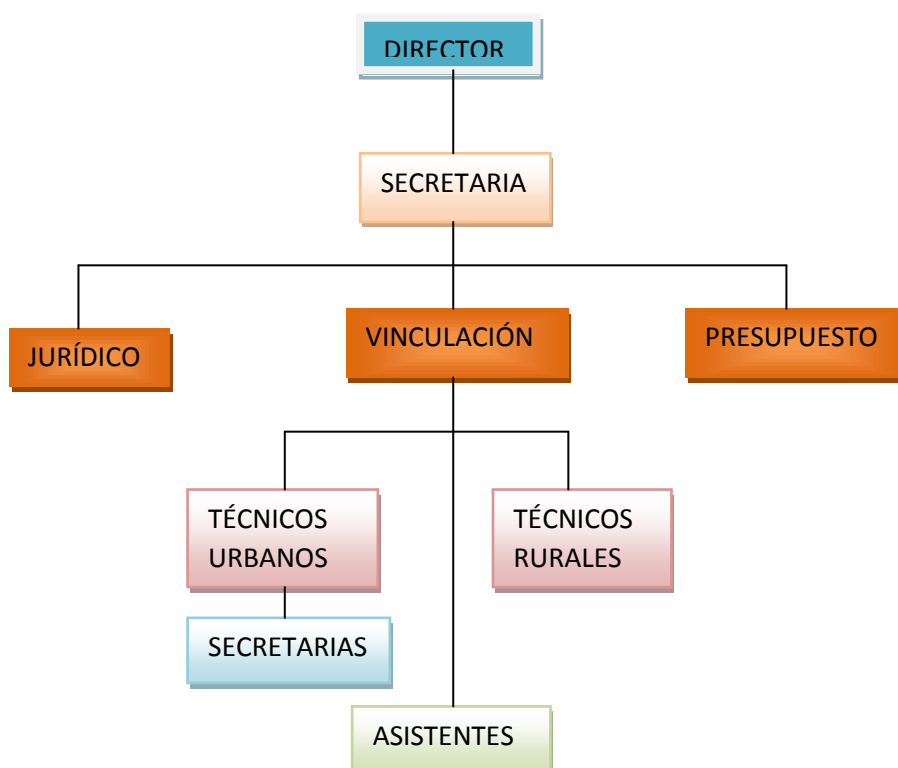 DIRECTOR
SECRETARIA
JURÍDICO
VINCULACIÓN
PRESUPUESTO
TÉCNICOS
URBANOS
TÉCNICOS
RURALES
SECRETARIAS
ASISTENTES